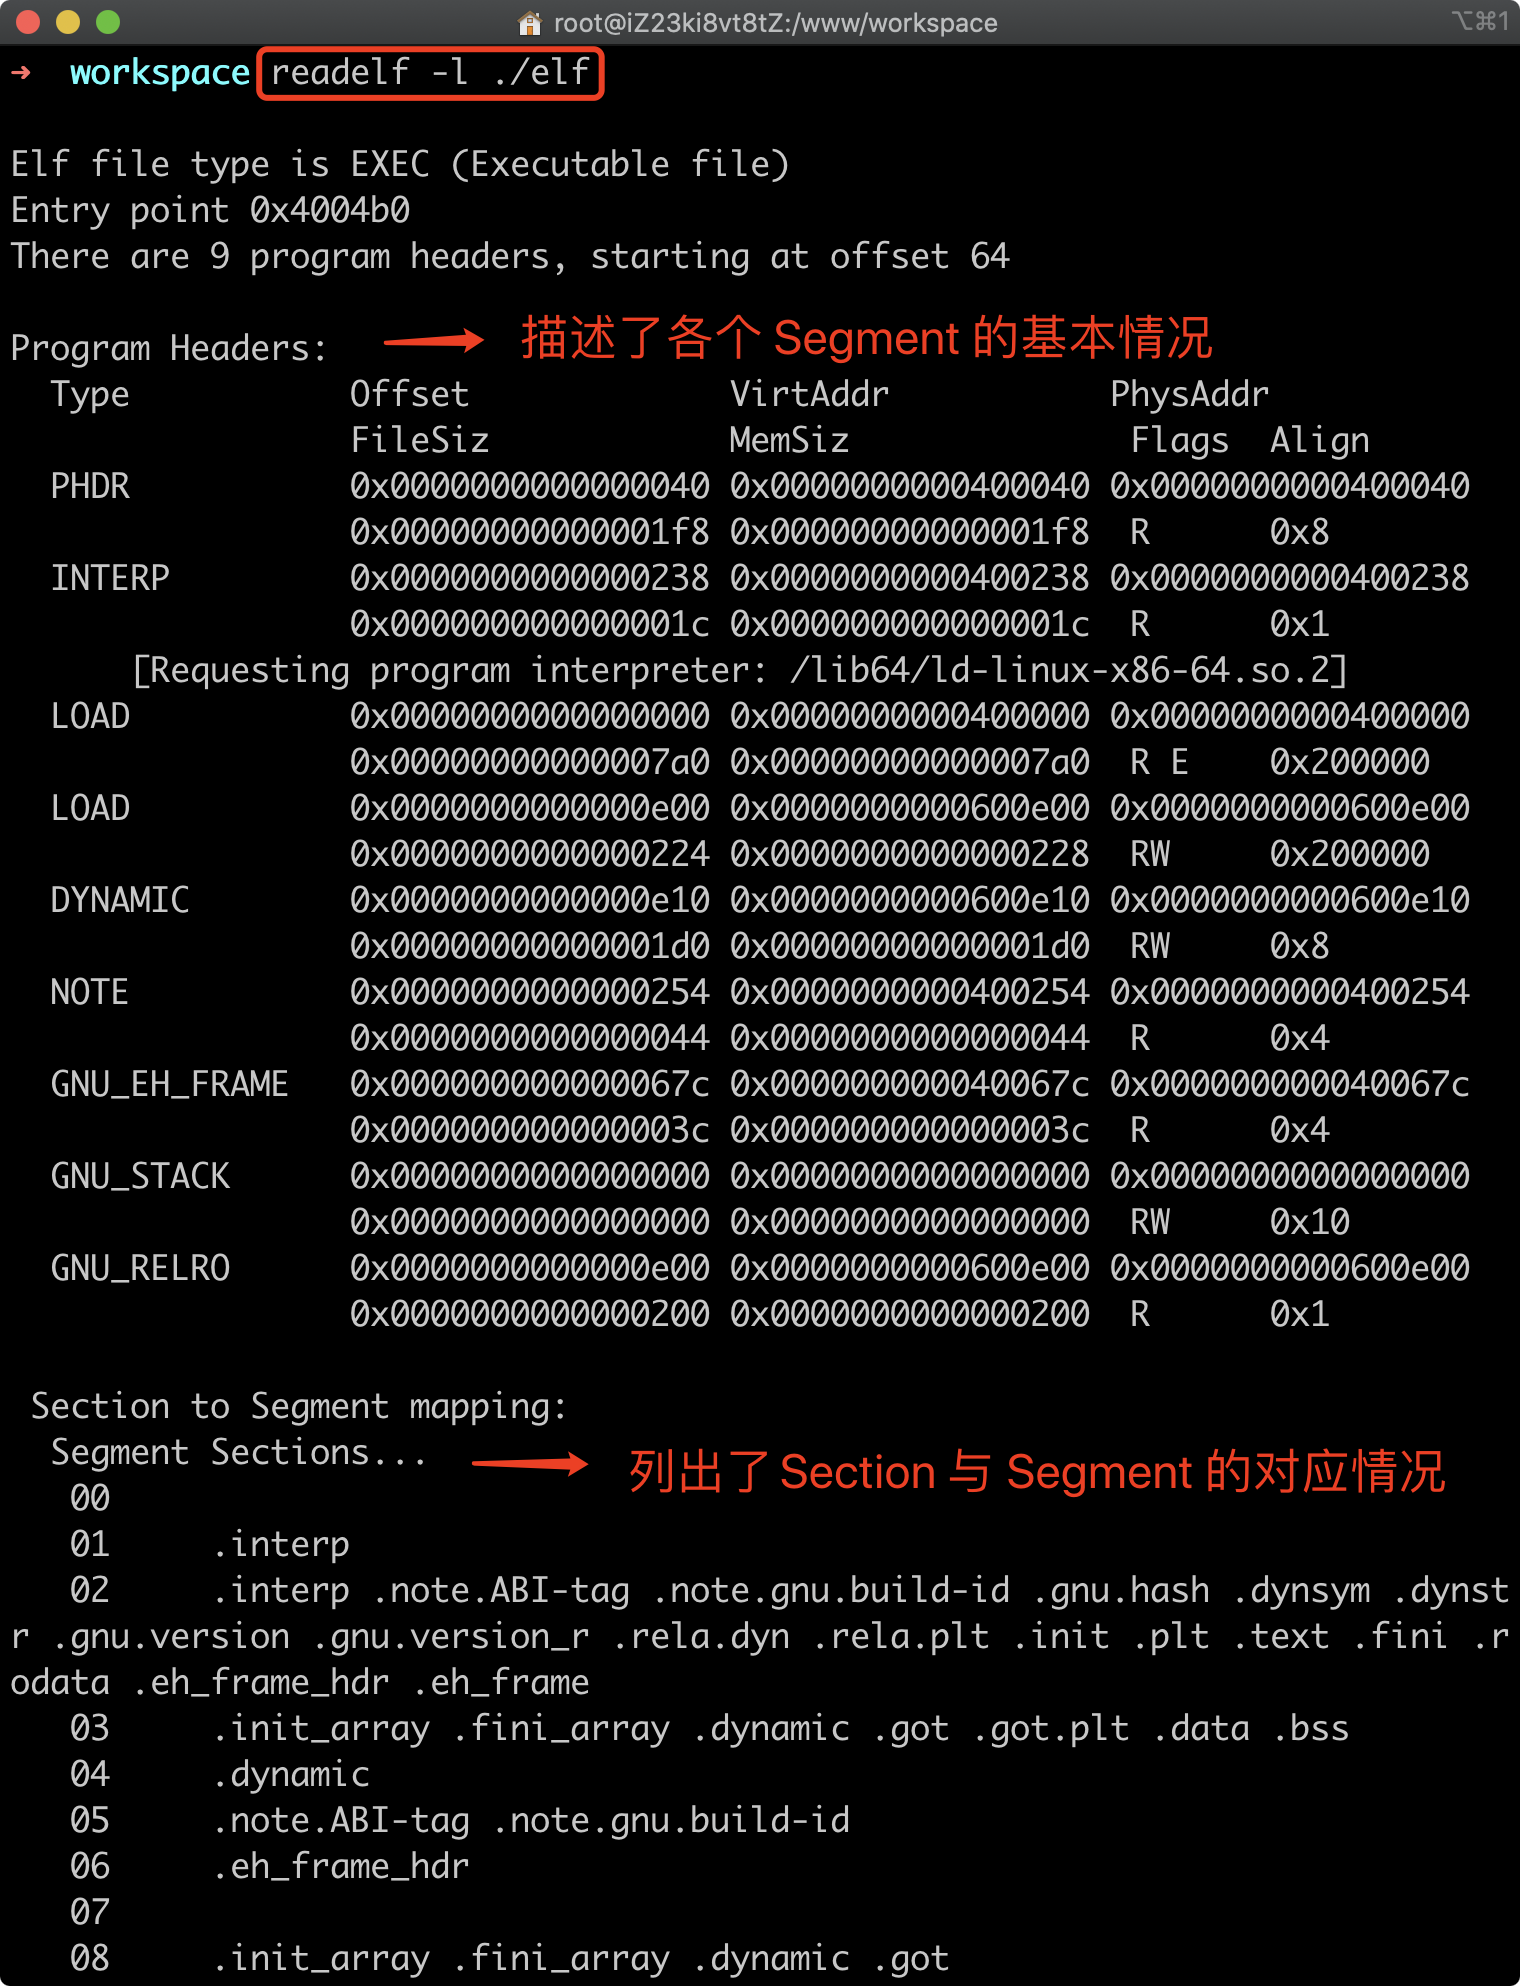 root@iZ23ki8vt8tZ:/www/workspace
⌥⌘1
➜ workspace readelf -l ./elf
Elf file type is EXEC (Executable file)
Entry point 0x4004b0
There are 9 program headers, starting at offset 64
Program Headers: 描述了各个 Segment 的基本情况
Type Offset VirtAddr PhysAddr
FileSiz MemSiz Flags Align
PHDR 0x0000000000000040 0x0000000000400040 0x0000000000400040
0x00000000000001f8 0x00000000000001f8 R 0x8
INTERP 0x0000000000000238 0x0000000000400238 0x0000000000400238
0x000000000000001c 0x000000000000001c R 0x1
[Requesting program interpreter: /lib64/ld-linux-x86-64.so.2]
LOAD 0x0000000000000000 0x0000000000400000 0x0000000000400000
0x00000000000007a0 0x00000000000007a0 R E 0x200000
LOAD 0x0000000000000e00 0x0000000000600e00 0x0000000000600e00
0x0000000000000224 0x0000000000000228 RW 0x200000
DYNAMIC 0x0000000000000e10 0x0000000000600e10 0x0000000000600e10
0x00000000000001d0 0x00000000000001d0 RW 0x8
NOTE 0x0000000000000254 0x0000000000400254 0x0000000000400254
0x0000000000000044 0x0000000000000044 R 0x4
GNU_EH_FRAME 0x000000000000067c 0x000000000040067c 0x000000000040067c
0x000000000000003c 0x000000000000003c R 0x4
GNU_STACK 0x0000000000000000 0x0000000000000000 0x0000000000000000
0x0000000000000000 0x0000000000000000 RW 0x10
GNU_RELRO 0x0000000000000e00 0x0000000000600e00 0x0000000000600e00
0x0000000000000200 0x0000000000000200 R 0x1
Section to Segment mapping:
Segment Sections... 列出了 Section 与 Segment 的对应情况
00
01 .interp
02 .interp .note.ABI-tag .note.gnu.build-id .gnu.hash .dynsym .dynst
r .gnu.version .gnu.version_r .rela.dyn .rela.plt .init .plt .text .fini .r
odata .eh_frame_hdr .eh_frame
03 .init_array .fini_array .dynamic .got .got.plt .data .bss
04 .dynamic
05 .note.ABI-tag .note.gnu.build-id
06 .eh_frame_hdr
07
08 .init_array .fini_array .dynamic .got